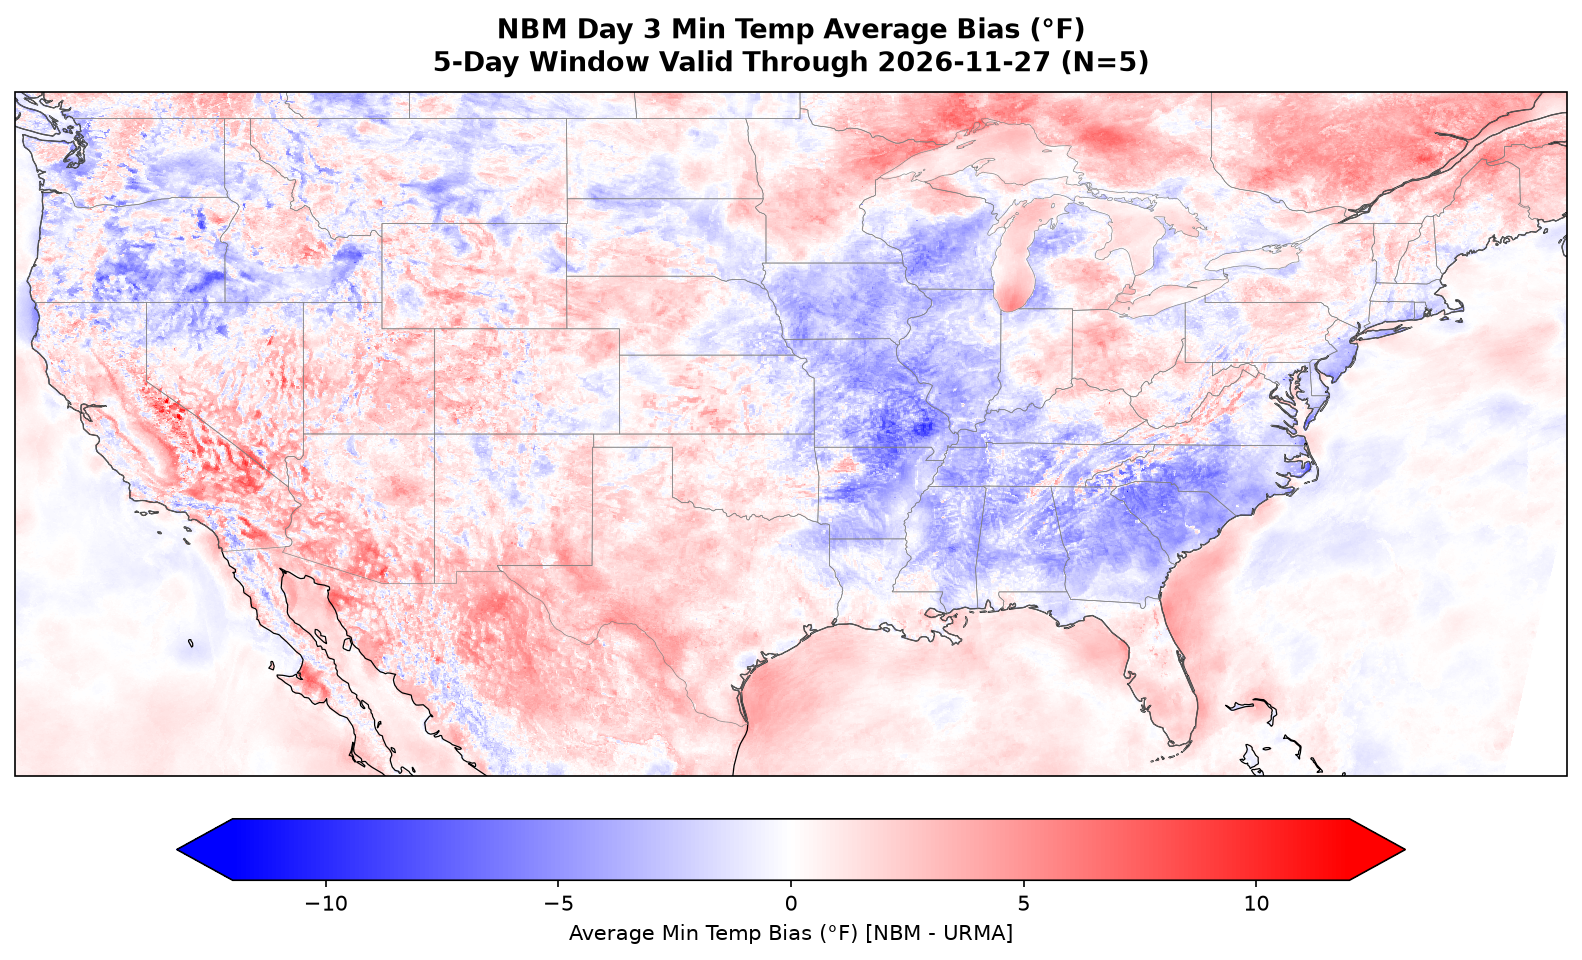 NBM Day 3 Min Temp Average Bias (°F)
5-Day Window Valid Through 2026-11-27 (N=5)
−10 −5 0 5 10
Average Min Temp Bias (°F) [NBM - URMA]